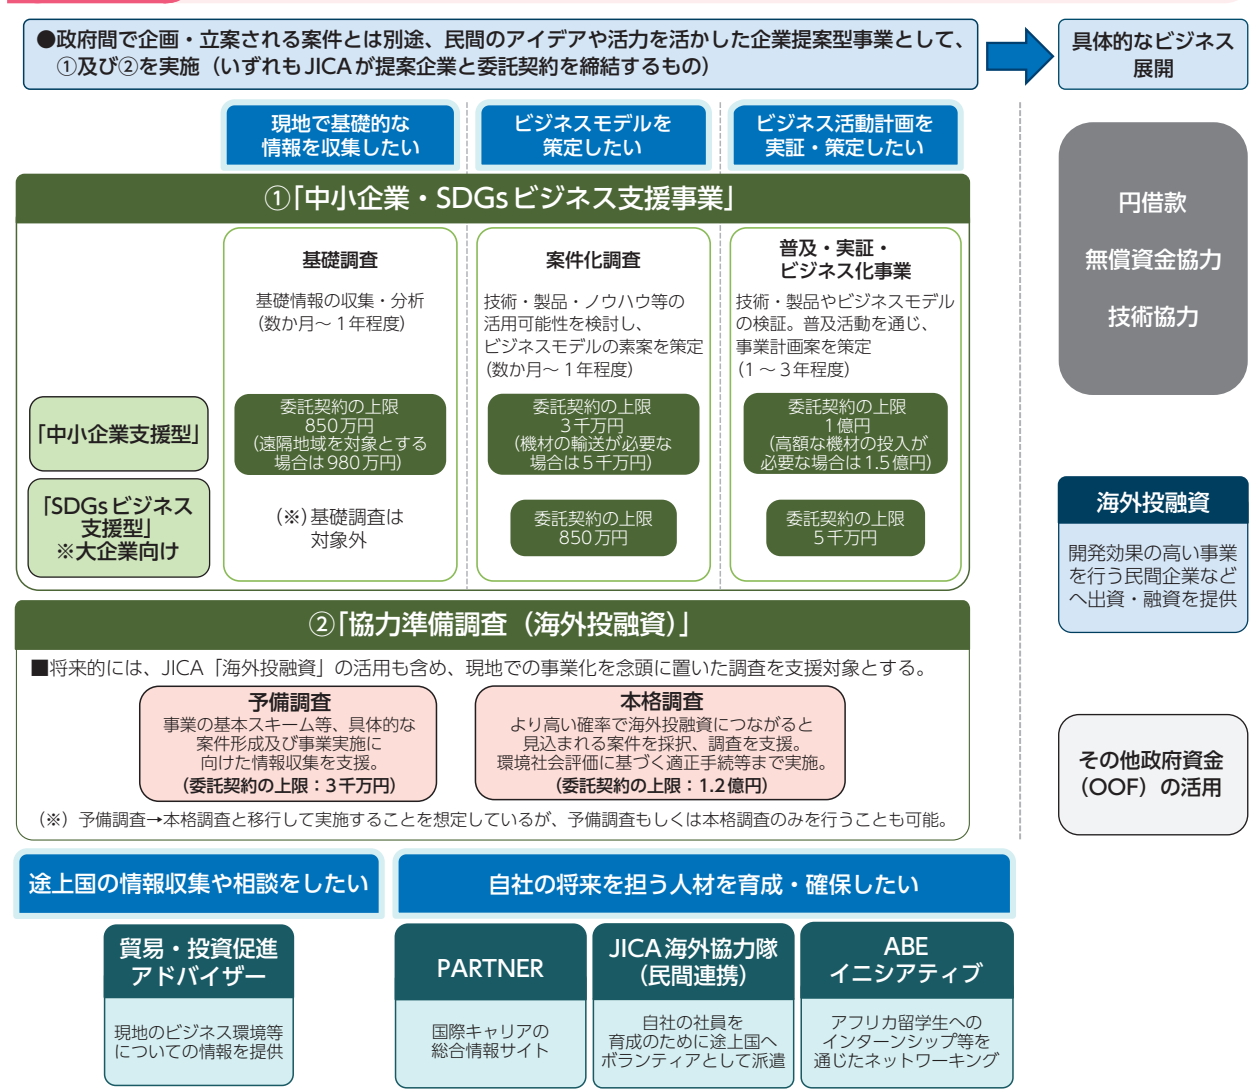 ●政府間で企画・立案される案件とは別途、民間のアイデアや活力を活かした企業提案型事業として、
①及び②を実施（いずれもJICAが提案企業と委託契約を締結するもの）
具体的なビジネス
展開
現地で基礎的な
情報を収集したい
ビジネスモデルを
策定したい
ビジネス活動計画を
実証・策定したい
①「中小企業・SDGsビジネス支援事業」
基礎調査
基礎情報の収集・分析
（数か月～1年程度）
案件化調査
技術・製品・ノウハウ等の
活用可能性を検討し、
ビジネスモデルの素案を策定
（数か月～1年程度）
普及・実証・
ビジネス化事業
技術・製品やビジネスモデル
の検証。普及活動を通じ、
事業計画案を策定
（1～3年程度）
「中小企業支援型」
委託契約の上限
850万円
（遠隔地域を対象とする
場合は980万円）
委託契約の上限
3千万円
（機材の輸送が必要な
場合は5千万円）
委託契約の上限
1億円
（高額な機材の投入が
必要な場合は1.5億円）
「SDGsビジネス
支援型」
※大企業向け
（※）基礎調査は
対象外
委託契約の上限
850万円
委託契約の上限
5千万円
②「協力準備調査（海外投融資）」
■将来的には、JICA「海外投融資」の活用も含め、現地での事業化を念頭に置いた調査を支援対象とする。
予備調査
事業の基本スキーム等、具体的な
案件形成及び事業実施に
向けた情報収集を支援。
（委託契約の上限：3千万円）
本格調査
より高い確率で海外投融資につながると
見込まれる案件を採択、調査を支援。
環境社会評価に基づく適正手続等まで実施。
（委託契約の上限：1.2億円）
（※）予備調査→本格調査と移行して実施することを想定しているが、予備調査もしくは本格調査のみを行うことも可能。
円借款
無償資金協力
技術協力
海外投融資
開発効果の高い事業
を行う民間企業など
へ出資・融資を提供
その他政府資金
（OOF）の活用
途上国の情報収集や相談をしたい
自社の将来を担う人材を育成・確保したい
貿易・投資促進
アドバイザー
現地のビジネス環境等
についての情報を提供
PARTNER
国際キャリアの
総合情報サイト
JICA海外協力隊
（民間連携）
自社の社員を
育成のために途上国へ
ボランティアとして派遣
ABE
イニシアティブ
アフリカ留学生への
インターンシップ等を
通じたネットワーキング